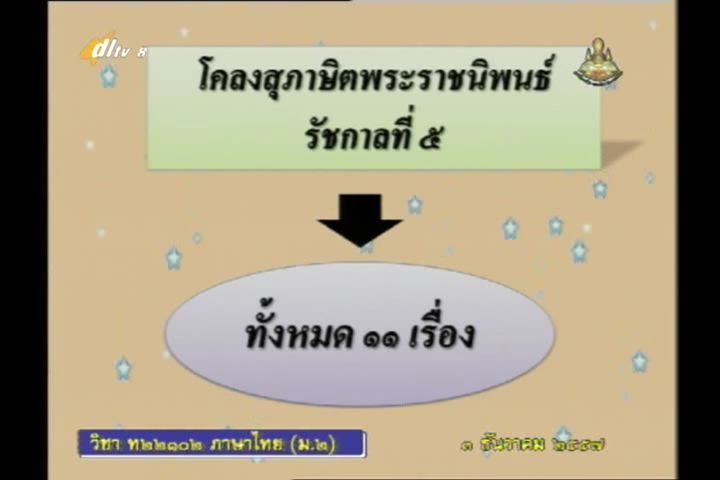 dltv 8
โคลงสุภาษิตพระราชนิพนธ์
รัชกาลที่ ๕
ทั้งหมด ๑๑ เรื่อง
วิชา ท๒๒๑๐๒ ภาษาไทย (ม.๒)
๓ ธันวาคม ๒๕๕๗